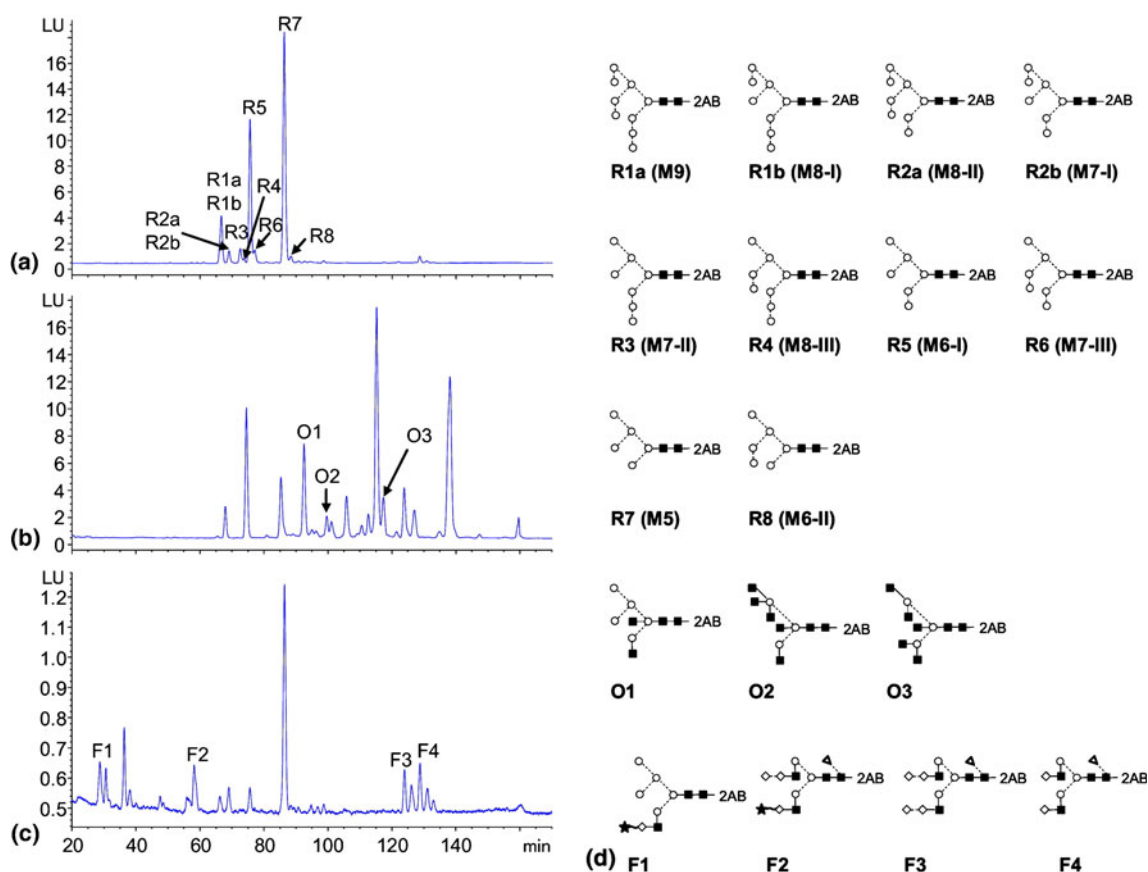 LU
R7
16
14
12
R5
10
8
6
R1a
R1b
R4
4
R2a
R2b
R3
R6
R8
2
0
(a)
LU
16
14
12
10
O1
O3
8
O2
6
4
2
0
(b)
LU
1.2
1.1
1.0
0.9
0.8
0.7
F1
F2
F3
F4
0.6
0.5
(c)
20 40 60 80 100 120 140 min
2AB 2AB 2AB 2AB
R1a (M9) R1b (M8-I) R2a (M8-II) R2b (M7-I)
2AB 2AB 2AB 2AB
R3 (M7-II) R4 (M8-III) R5 (M6-I) R6 (M7-III)
2AB 2AB
R7 (M5) R8 (M6-II)
2AB 2AB 2AB
O1 O2 O3
2AB 2AB 2AB 2AB
(d) F1 F2 F3 F4